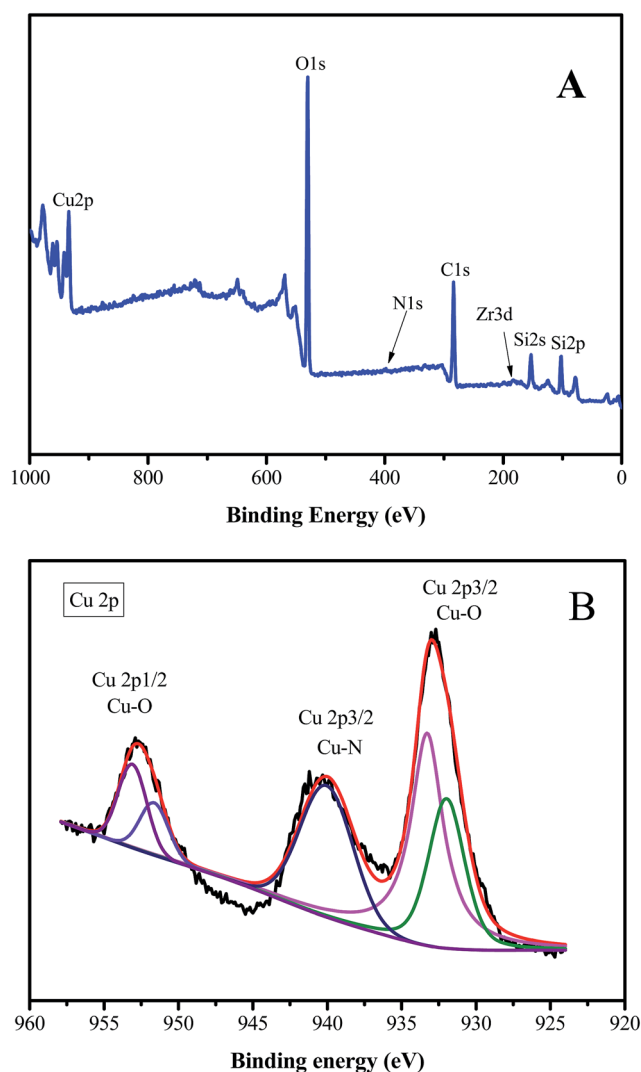 A
O1s
Cu2p
C1s
N1s
Zr3d
Si2s Si2p
1000 800 600 400 200 0
Binding Energy (eV)
Cu 2p
B
Cu 2p3/2
Cu-O
Cu 2p1/2
Cu-O
Cu 2p3/2
Cu-N
960 955 950 945 940 935 930 925 920
Binding energy (eV)